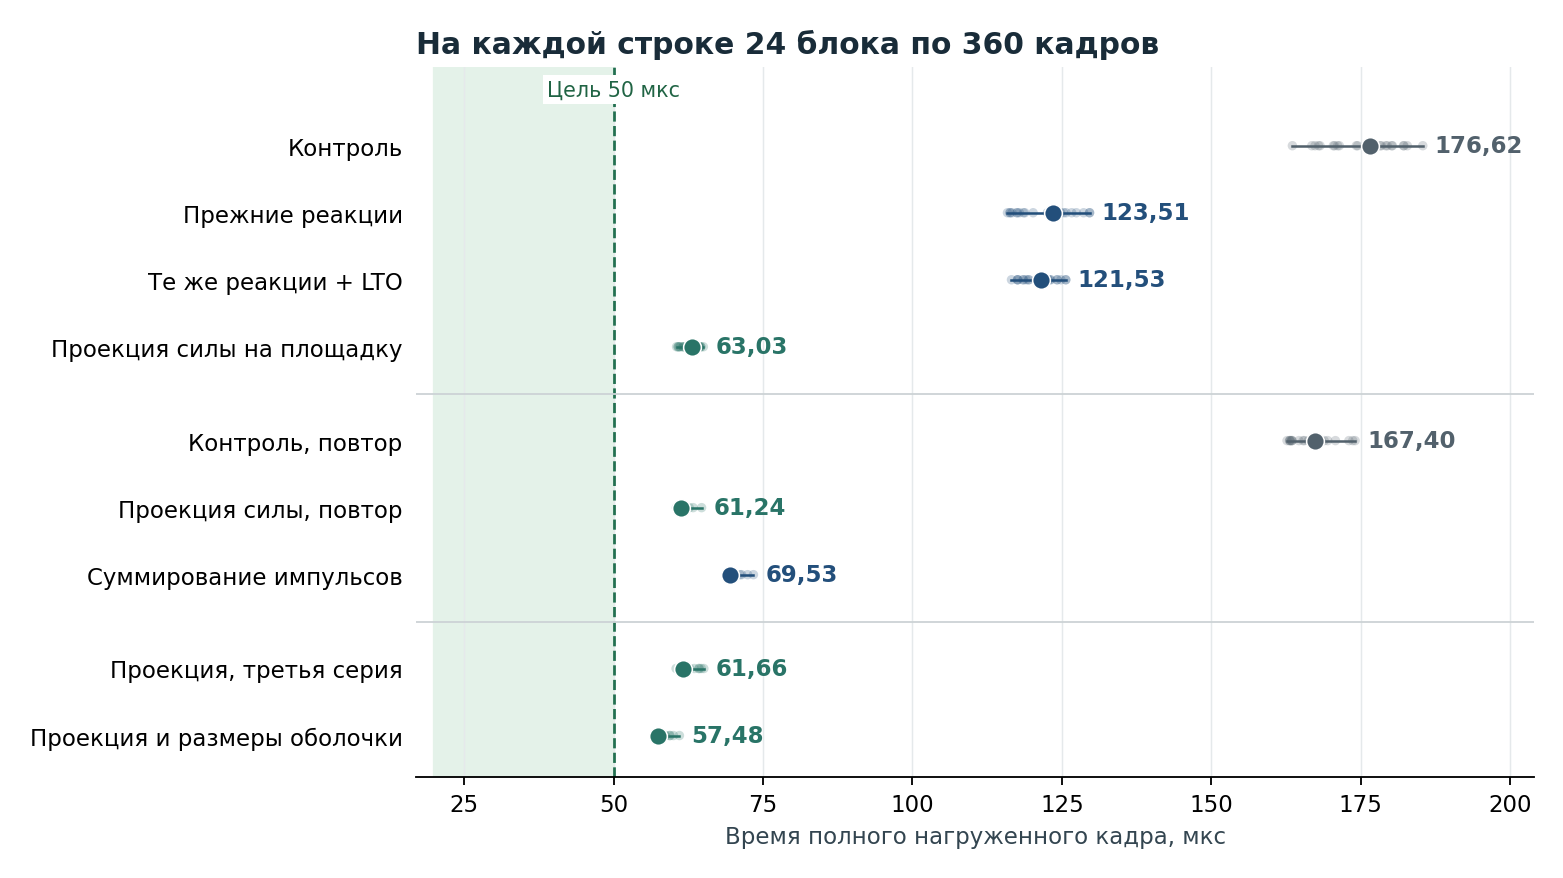 На каждой строке 24 блока по 360 кадров
Цель 50 мкс
Контроль
176,62
Прежние реакции
123,51
Те же реакции + LTO
121,53
Проекция силы на площадку
63,03
Контроль, повтор
167,40
Проекция силы, повтор
61,24
Суммирование импульсов
69,53
Проекция, третья серия
61,66
Проекция и размеры оболочки
57,48
25 50 75 100 125 150 175 200
Время полного нагруженного кадра, мкс